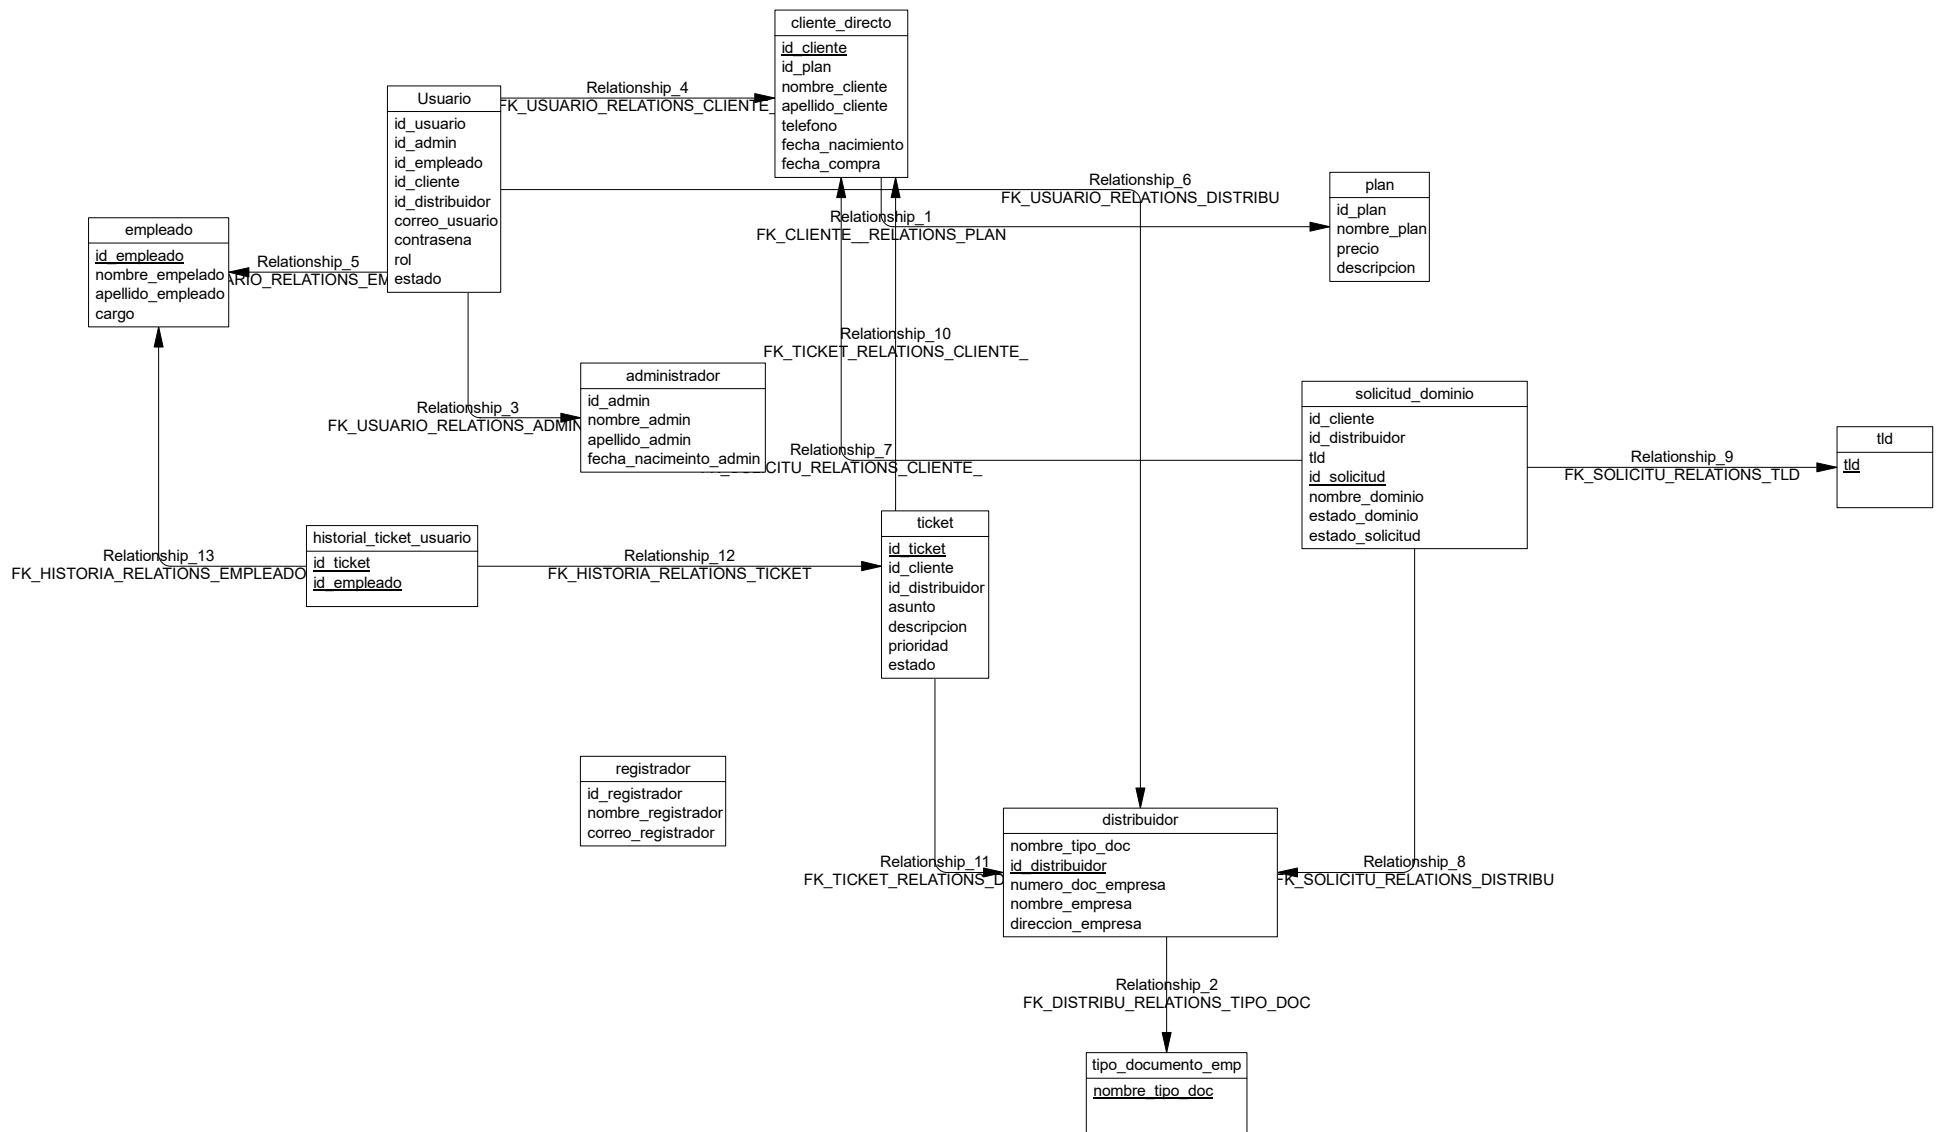 cliente_directo
id_cliente
id_plan
nombre_cliente
apellido_cliente
telefono
fecha_nacimiento
fecha_compra
Relationship_4
FK_USUARIO_RELATIONS_CLIENTE_
Usuario
id_usuario
id_admin
id_empleado
id_cliente
id_distribuidor
correo_usuario
contrasena
rol
estado
Relationship_6
FK_USUARIO_RELATIONS_DISTRIBU
plan
id_plan
nombre_plan
precio
descripcion
Relationship_1
FK_CLIENTE__RELATIONS_PLAN
empleado
id_empleado
nombre_empelado
apellido_empleado
cargo
Relationship_5
ARIO_RELATIONS_EM
Relationship_10
FK_TICKET_RELATIONS_CLIENTE_
administrador
id_admin
nombre_admin
apellido_admin
fecha_nacimeinto_admin
Relationship_3
FK_USUARIO_RELATIONS_ADMIN
solicitud_dominio
id_cliente
id_distribuidor
tld
id_solicitud
nombre_dominio
estado_dominio
estado_solicitud
Relationship_7
CITU_RELATIONS_CLIENTE_
Relationship_9
FK_SOLICITU_RELATIONS_TLD
tld
tld
historial_ticket_usuario
id_ticket
id_empleado
Relationship_13
FK_HISTORIA_RELATIONS_EMPLEADO
Relationship_12
FK_HISTORIA_RELATIONS_TICKET
ticket
id_ticket
id_cliente
id_distribuidor
asunto
descripcion
prioridad
estado
registrador
id_registrador
nombre_registrador
correo_registrador
distribuidor
nombre_tipo_doc
id_distribuidor
numero_doc_empresa
nombre_empresa
direccion_empresa
Relationship_11
FK_TICKET_RELATIONS_D
Relationship_8
FK_SOLICITU_RELATIONS_DISTRIBU
Relationship_2
FK_DISTRIBU_RELATIONS_TIPO_DOC
tipo_documento_emp
nombre_tipo_doc